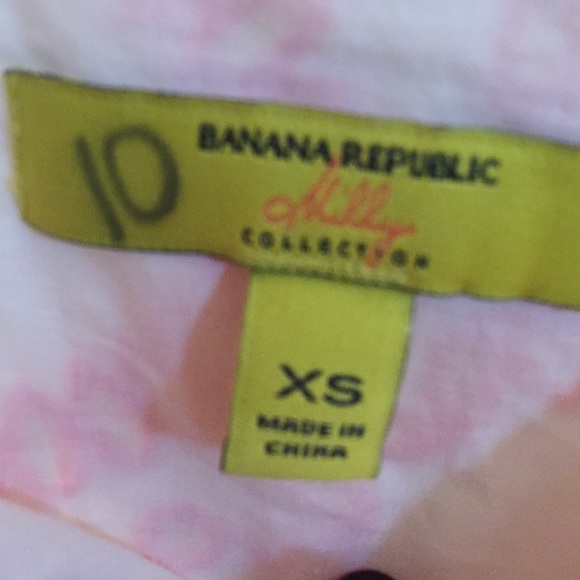 10
BANANA REPUBLIC
Milly
COLLECTION
XS
MADE IN
CHINA